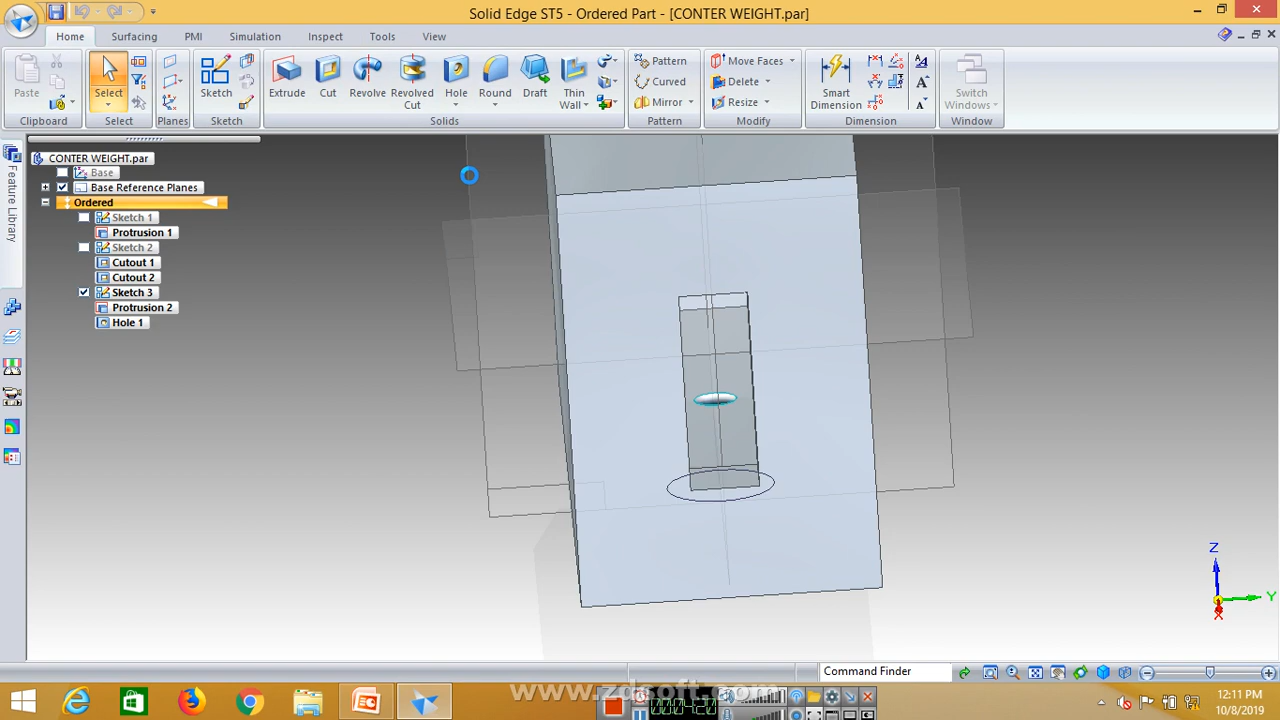 Solid Edge ST5 - Ordered Part - [CONTER WEIGHT.par]
Home Surfacing PMI Simulation Inspect Tools View
Paste Select Sketch Extrude Cut Revolve Revolved Cut Hole Round Draft Thin Wall Pattern Curved Mirror Move Faces Delete Resize Smart Dimension A A A Switch Windows
Clipboard Select Planes Sketch Solids Pattern Modify Dimension Window
Feature Library
CONTER WEIGHT.par
Base
Base Reference Planes
Ordered
Sketch 1
Protrusion 1
Sketch 2
Cutout 1
Cutout 2
Sketch 3
Protrusion 2
Hole 1
Z
Y
X
Command Finder
www.zdsoft.com
12:11 PM
10/8/2019